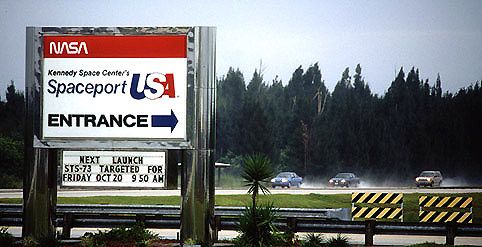 NASA
Kennedy Space Center's
Spaceport USA
ENTRANCE
NEXT LAUNCH
STS-73 TARGETED FOR
FRIDAY OCT 20 9 50 AM